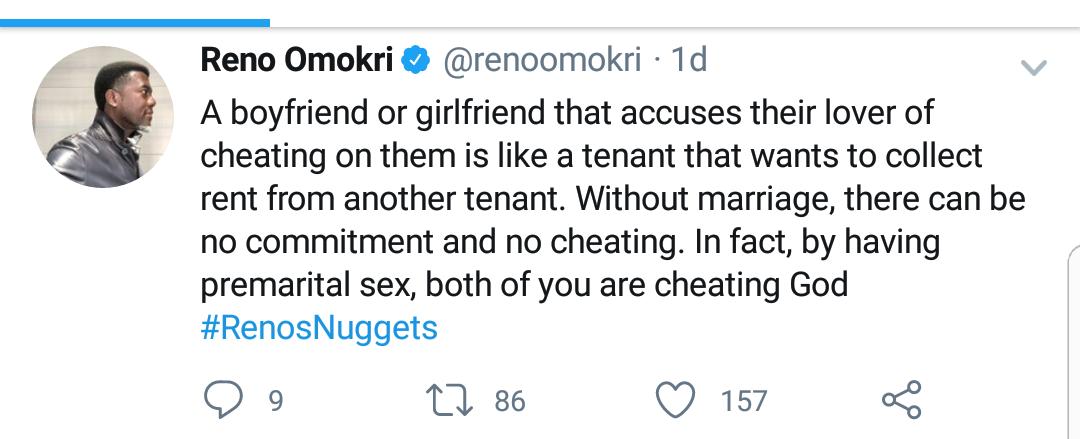 Reno Omokri @renoomokri · 1d
A boyfriend or girlfriend that accuses their lover of
cheating on them is like a tenant that wants to collect
rent from another tenant. Without marriage, there can be
no commitment and no cheating. In fact, by having
premarital sex, both of you are cheating God
#RenosNuggets
9 86 157